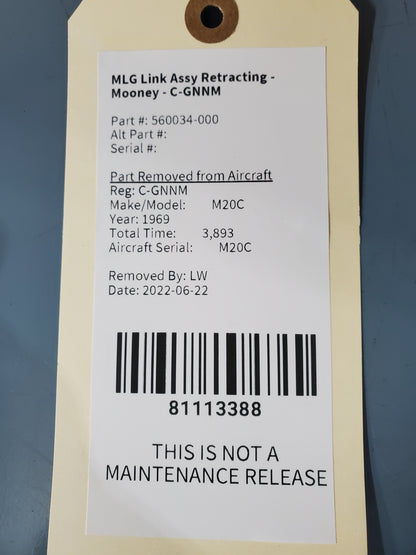 MLG Link Assy Retracting -
Mooney - C-GNNM
Part #: 560034-000
Alt Part #:
Serial #:
Part Removed from Aircraft
Reg: C-GNNM
Make/Model: M20C
Year: 1969
Total Time: 3,893
Aircraft Serial: M20C
Removed By: LW
Date: 2022-06-22
81113388
THIS IS NOT A
MAINTENANCE RELEASE